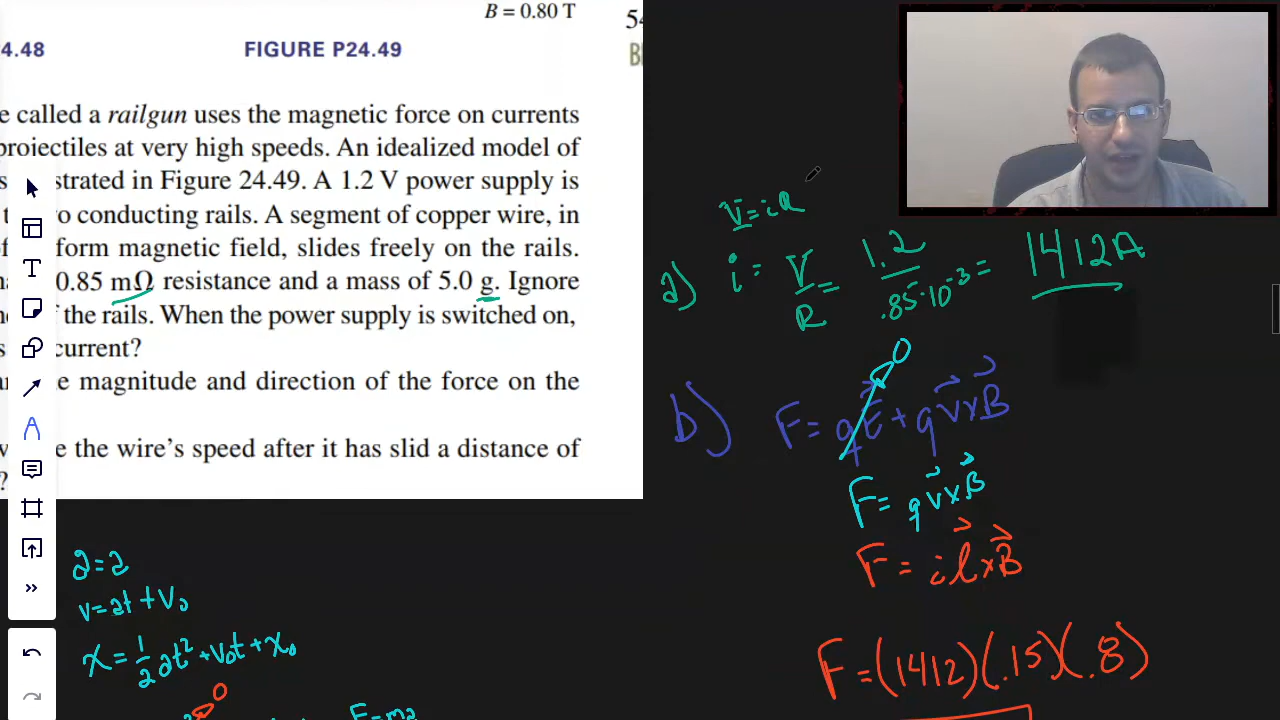 B = 0.80 T
4.48 FIGURE P24.49
e called a railgun uses the magnetic force on currents
projectiles at very high speeds. An idealized model of
strated in Figure 24.49. A 1.2 V power supply is
o conducting rails. A segment of copper wire, in
form magnetic field, slides freely on the rails.
0.85 mΩ resistance and a mass of 5.0 g. Ignore
the rails. When the power supply is switched on,
current?
e magnitude and direction of the force on the
e the wire's speed after it has slid a distance of
?
V=iR
a) i = V/R = 1.2/.85·10^-3 = 1412A
0
b) F = qE + qv×B
F = qv×B
F = il×B
F = (1412)(.15)(.8)
a=a
v=at+v₀
x=1/2at²+v₀t+x₀
0
F=ma